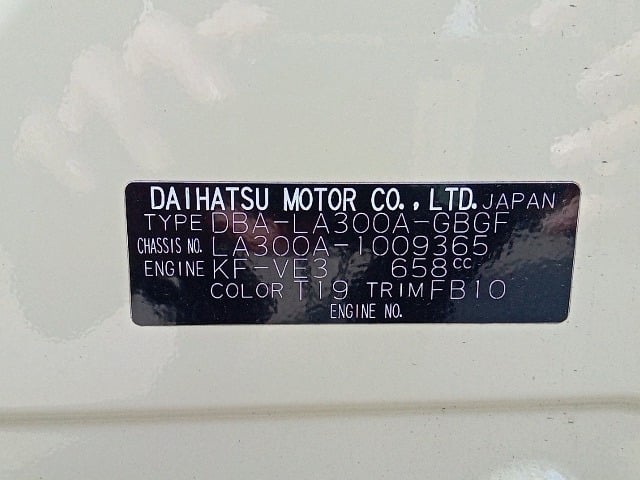 DAIHATSU MOTOR CO., LTD. JAPAN
TYPE DBA-LA300A-GBGF
CHASSIS NO. LA300A-1009365
ENGINE KF-VE3 658cc
COLOR T19 TRIM FB10
ENGINE NO.